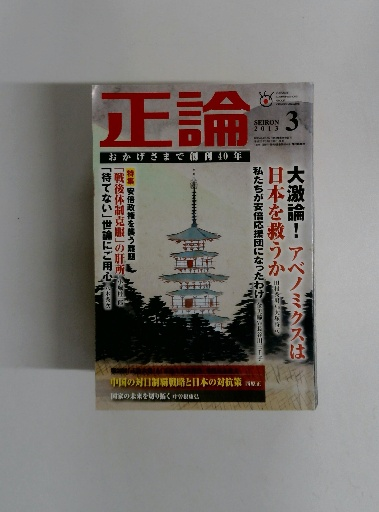 正論
SEIRON
2013
3
おかげさまで創刊40年
大激論！アベノミクスは
日本を救うか
私たちが安倍応援団になったわけ
特集 安倍政権を襲う難題
「戦後体制克服」の肝所
「待てない」世論にご用心
中国の対日制覇戦略と日本の対抗策
国家の未来を切り拓く 中曽根康弘